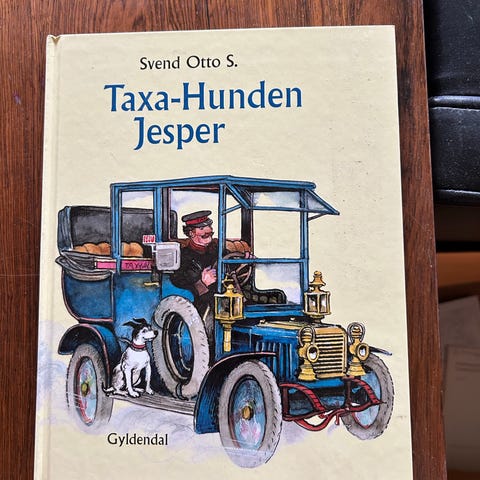 Svend Otto S.
Taxa-Hunden
Jesper
Gyldendal